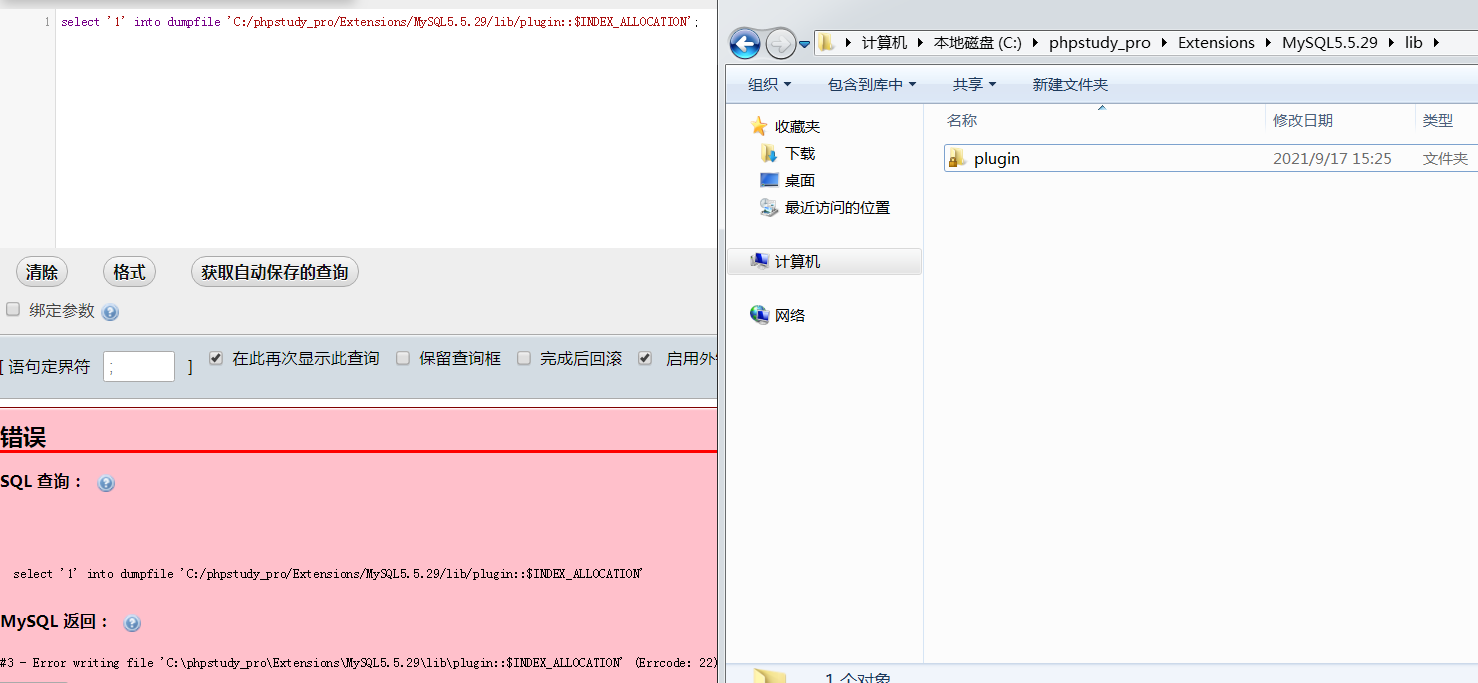 1 select '1' into dumpfile 'C:/phpstudy_pro/Extensions/MySQL5.5.29/lib/plugin::$INDEX_ALLOCATION';
清除 格式 获取自动保存的查询
绑定参数
[ 语句定界符 ; ] 在此再次显示此查询 保留查询框 完成后回滚 启用外
错误
SQL 查询：
select '1' into dumpfile 'C:/phpstudy_pro/Extensions/MySQL5.5.29/lib/plugin::$INDEX_ALLOCATION'
MySQL 返回：
#3 - Error writing file 'C:\phpstudy_pro\Extensions\MySQL5.5.29\lib\plugin::$INDEX_ALLOCATION' (Errcode: 22)
计算机 本地磁盘 (C:) phpstudy_pro Extensions MySQL5.5.29 lib
组织 包含到库中 共享 新建文件夹
收藏夹
下载
桌面
最近访问的位置
计算机
网络
名称 修改日期 类型
plugin 2021/9/17 15:25 文件夹
1 个对象